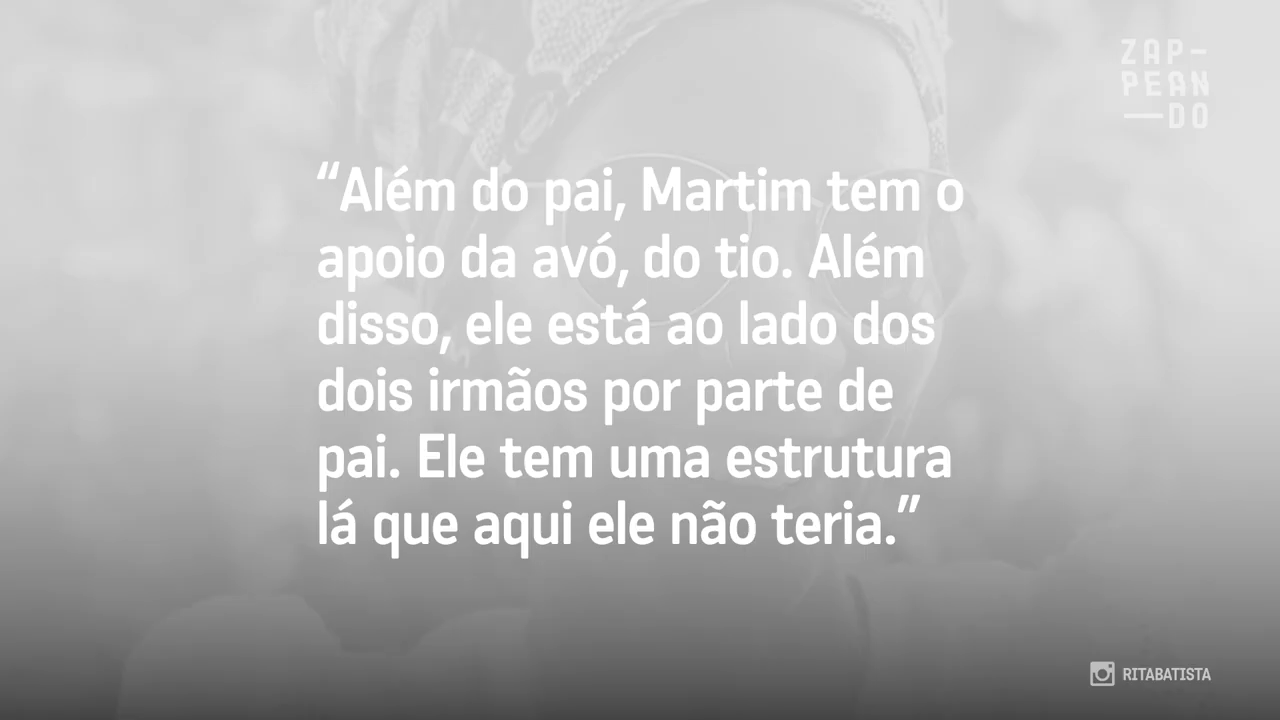 ZAP-
PEAN
—DO
“Além do pai, Martim tem o
apoio da avó, do tio. Além
disso, ele está ao lado dos
dois irmãos por parte de
pai. Ele tem uma estrutura
lá que aqui ele não teria.”
RITABATISTA